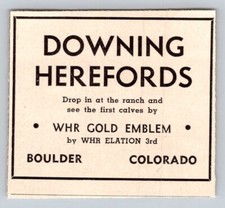 DOWNING
HEREFORDS
Drop in at the ranch and
see the first calves by
• WHR GOLD EMBLEM •
by WHR ELATION 3rd
BOULDER COLORADO